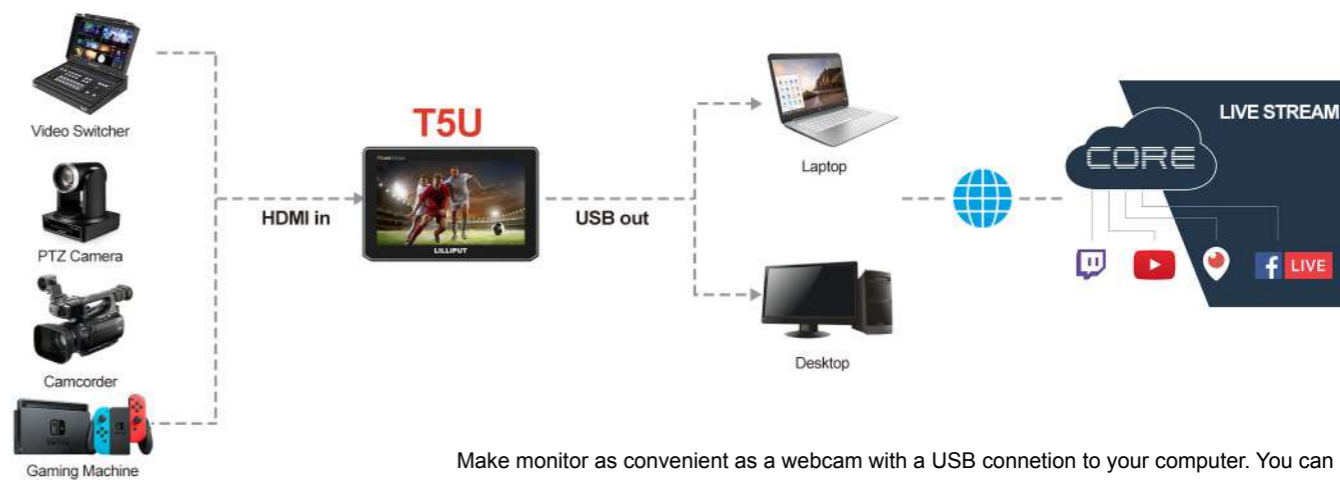 Video Switcher
PTZ Camera
Camcorder
Gaming Machine
HDMI in
T5U
LILLIPUT
USB out
Laptop
Desktop
LIVE STREAM
CORE
LIVE
Make monitor as convenient as a webcam with a USB connetion to your computer. You can